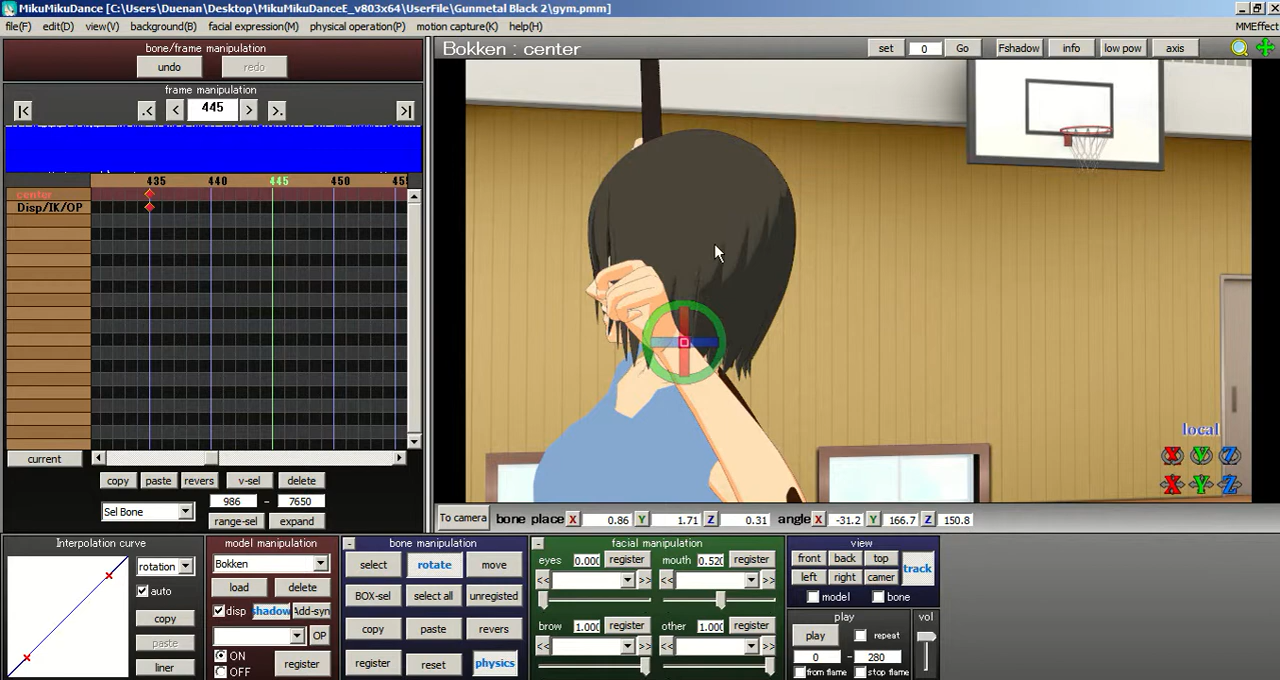 MikuMikuDance [C:\Users\Duenan\Desktop\MikuMikuDanceE_v803x64\UserFile\Gunmetal Black 2\gym.pmm]
file(F) edit(D) view(V) background(B) facial expression(M) physical operation(P) motion capture(K) help(H) MMEffect
bone/frame manipulation
undo redo
frame manipulation
|< .< < 445 > >. >|
435 440 445 450 45
center
Disp/IK/OP
current
copy paste revers v-sel delete
Sel Bone 986 - 7650
range-sel expand
Bokken : center set 0 Go Fshadow info low pow axis
local
X Y Z
X Y Z
To camera bone place X 0.86 Y 1.71 Z 0.31 angle X -31.2 Y 166.7 Z 150.8
Interpolation curve
rotation
auto
copy
paste
liner
model manipulation
Bokken
load delete
disp shadow Add-syn
OP
ON
OFF
register
- bone manipulation
select rotate move
BOX-sel select all unregisted
copy paste revers
register reset physics
- facial manipulation
eyes 0.000 register mouth 0.520 register
<< >> << >>
brow 1.000 register other 1.000 register
<< >> << >>
view
front back top
left right camer track
model bone
play
play repeat
0 - 280
from flame stop flame
vol